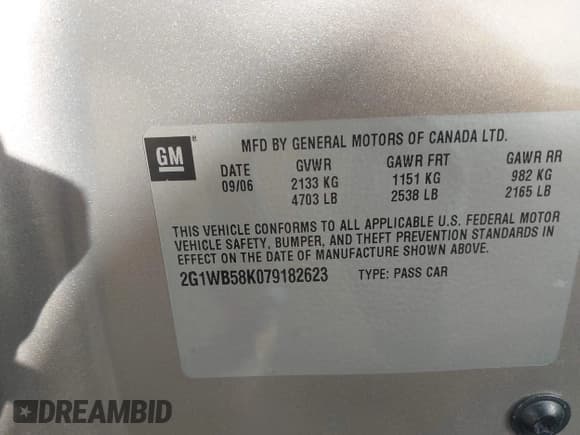 GM ®
MFD BY GENERAL MOTORS OF CANADA LTD.
DATE GVWR GAWR FRT GAWR RR
09/06 2133 KG 1151 KG 982 KG
4703 LB 2538 LB 2165 LB
THIS VEHICLE CONFORMS TO ALL APPLICABLE U.S. FEDERAL MOTOR
VEHICLE SAFETY, BUMPER, AND THEFT PREVENTION STANDARDS IN
EFFECT ON THE DATE OF MANUFACTURE SHOWN ABOVE.
2G1WB58K079182623 TYPE: PASS CAR
DREAMBID